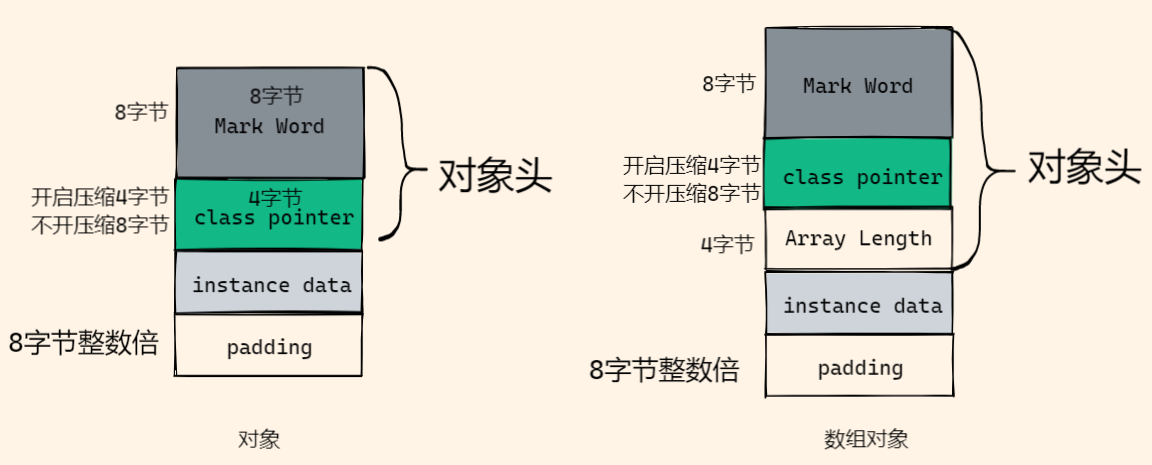 8字节
8字节
Mark Word
开启压缩4字节
不开压缩8字节
4字节
class pointer
对象头
instance data
8字节整数倍
padding
对象
8字节
Mark Word
开启压缩4字节
不开压缩8字节
class pointer
对象头
4字节
Array Length
instance data
8字节整数倍
padding
数组对象